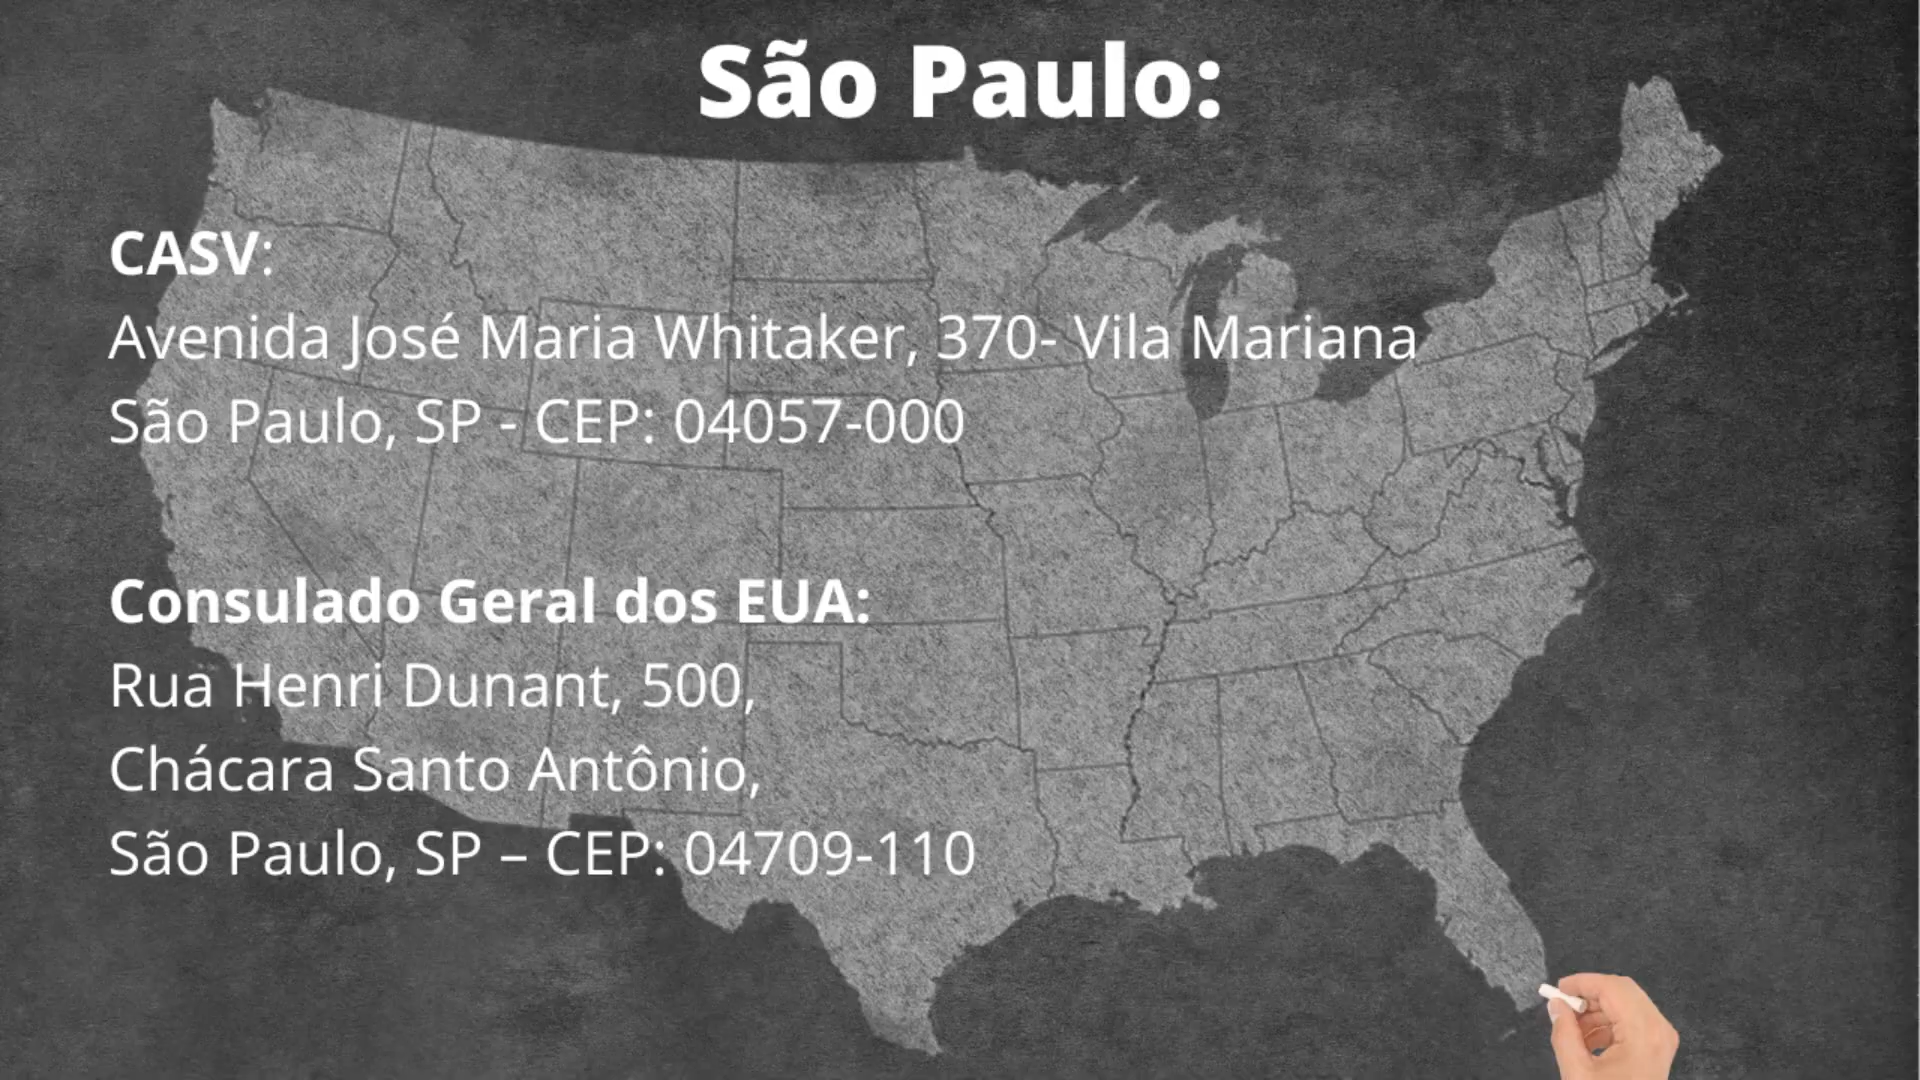 São Paulo:
CASV:
Avenida José Maria Whitaker, 370- Vila Mariana
São Paulo, SP - CEP: 04057-000
Consulado Geral dos EUA:
Rua Henri Dunant, 500,
Chácara Santo Antônio,
São Paulo, SP – CEP: 04709-110